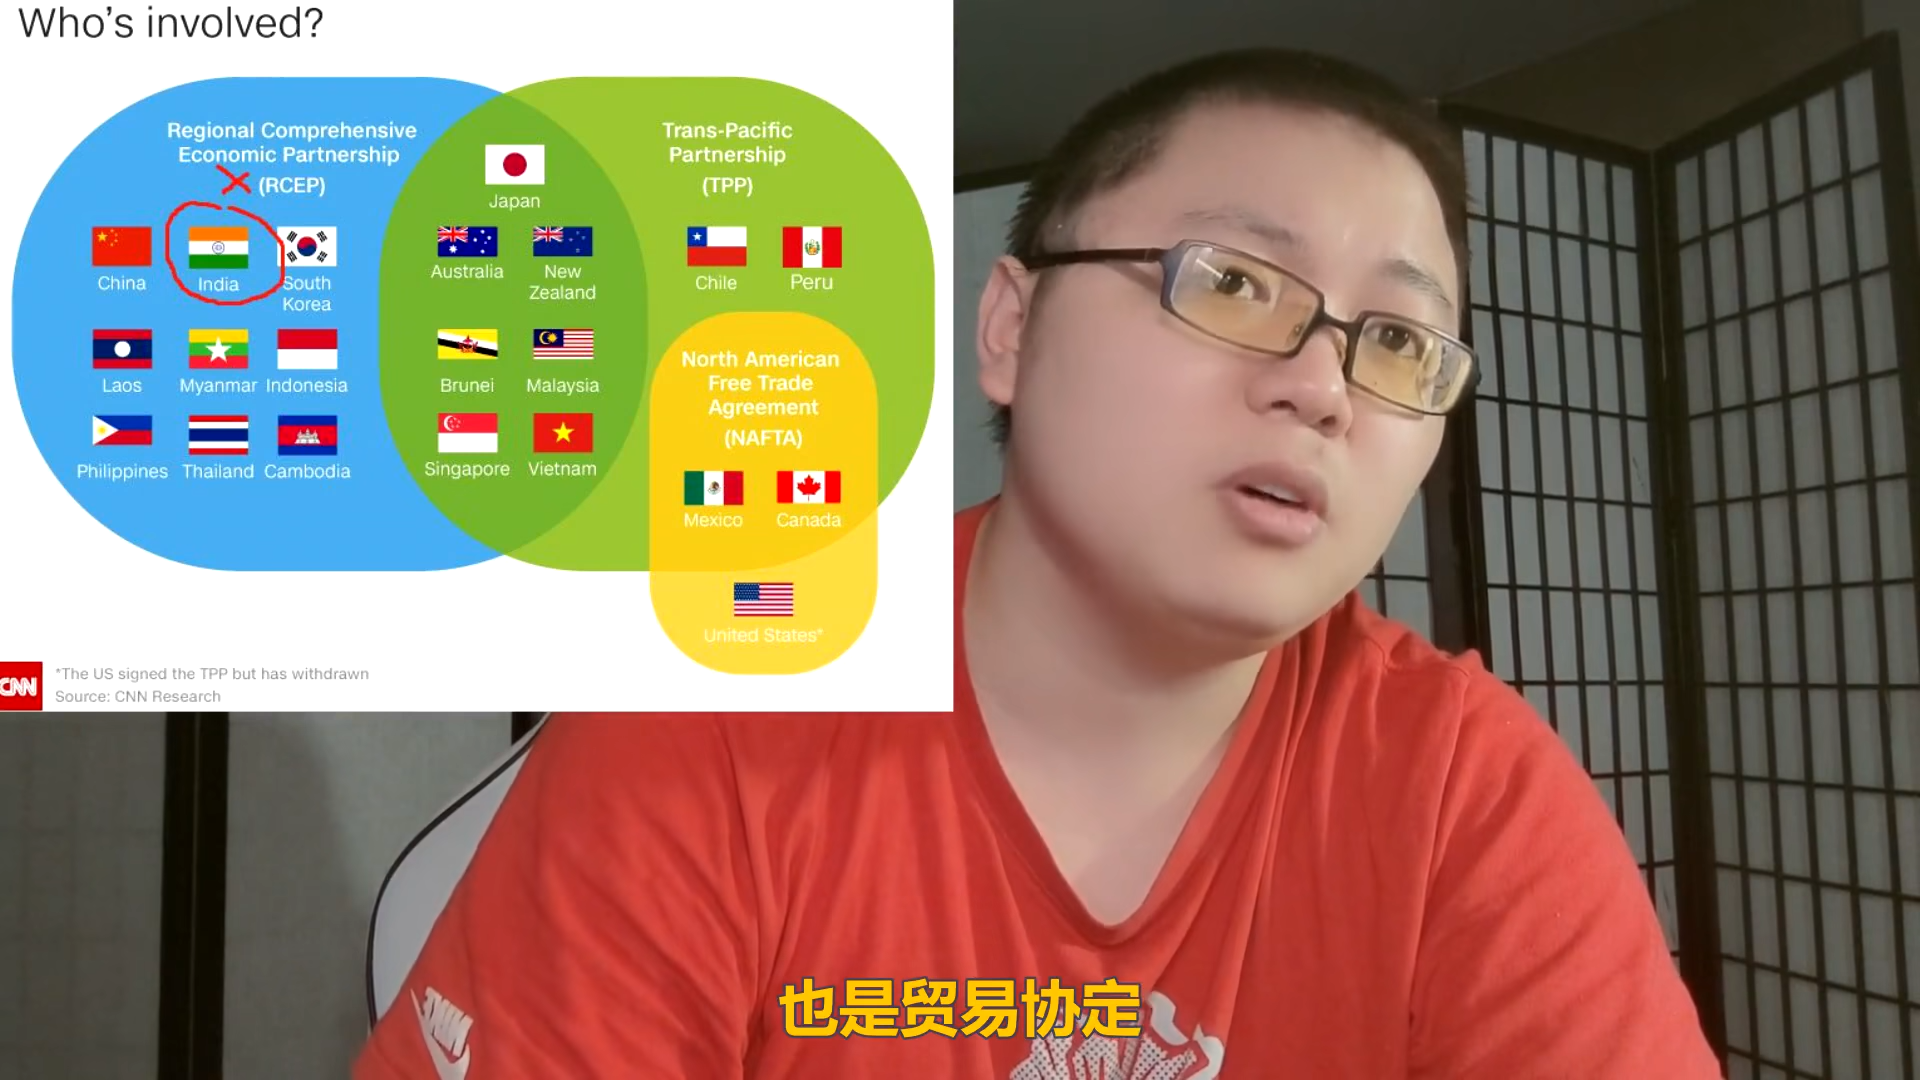 Who's involved?
Regional Comprehensive
Economic Partnership
(RCEP)
China
India
South
Korea
Laos
Myanmar
Indonesia
Philippines
Thailand
Cambodia
Japan
Australia
New
Zealand
Brunei
Malaysia
Singapore
Vietnam
Trans-Pacific
Partnership
(TPP)
Chile
Peru
North American
Free Trade
Agreement
(NAFTA)
Mexico
Canada
United States*
CNN
*The US signed the TPP but has withdrawn
Source: CNN Research
NIKE
也是贸易协定